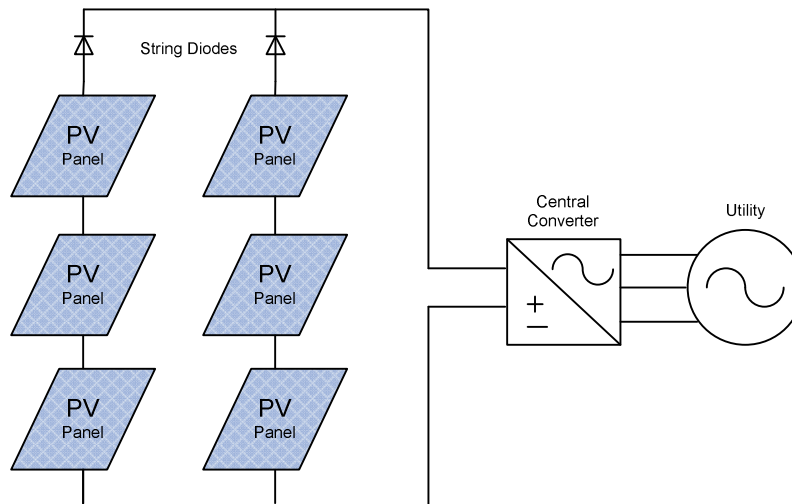 String Diodes
PV
Panel
PV
Panel
Central
Converter
Utility
PV
Panel
PV
Panel
+
−
PV
Panel
PV
Panel